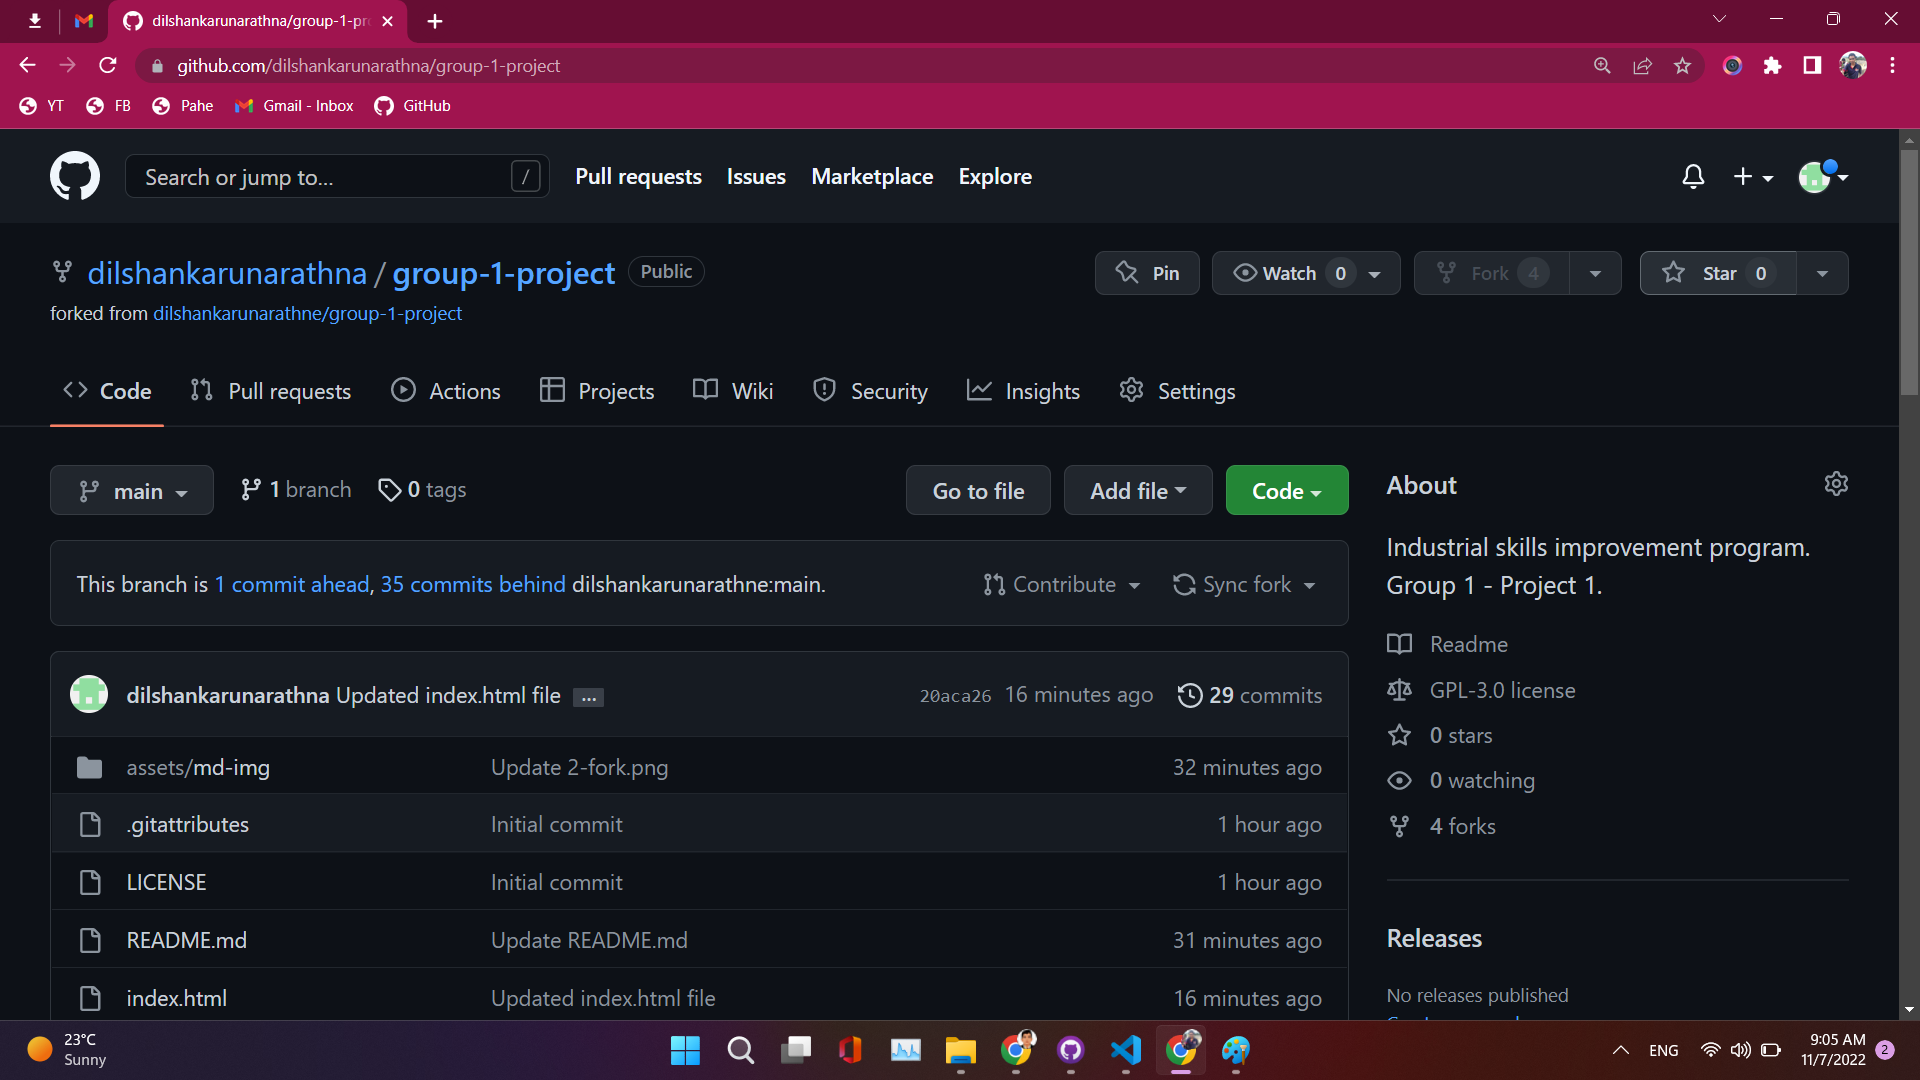 dilshankarunarathna/group-1-pr
github.com/dilshankarunarathna/group-1-project
YT FB Pahe Gmail - Inbox GitHub
Search or jump to... / Pull requests Issues Marketplace Explore
dilshankarunarathna / group-1-project Public Pin Watch 0 Fork 4 Star 0
forked from dilshankarunarathne/group-1-project
Code Pull requests Actions Projects Wiki Security Insights Settings
main 1 branch 0 tags Go to file Add file Code
This branch is 1 commit ahead, 35 commits behind dilshankarunarathne:main. Contribute Sync fork
dilshankarunarathna Updated index.html file ... 20aca26 16 minutes ago 29 commits
assets/md-img Update 2-fork.png 32 minutes ago
.gitattributes Initial commit 1 hour ago
LICENSE Initial commit 1 hour ago
README.md Update README.md 31 minutes ago
index.html Updated index.html file 16 minutes ago
About
Industrial skills improvement program.
Group 1 - Project 1.
Readme
GPL-3.0 license
0 stars
0 watching
4 forks
Releases
No releases published
23°C
Sunny
ENG
9:05 AM
11/7/2022
2